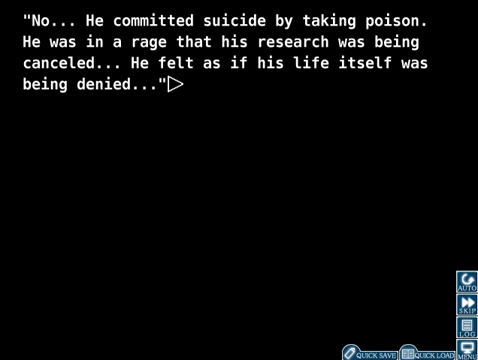 "No... He committed suicide by taking poison.
He was in a rage that his research was being
canceled... He felt as if his life itself was
being denied..."
AUTO
SKIP
LOG
QUICK SAVE
QUICK LOAD
MENU